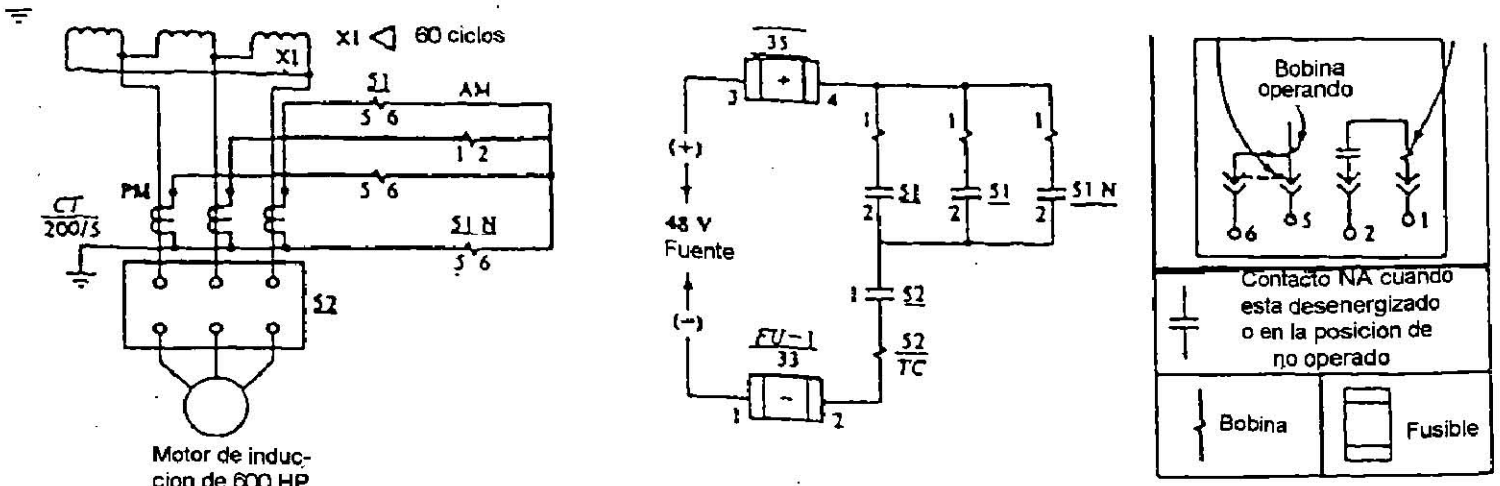 X1 60 ciclos
X1
51
AM
5 6
1 2
5 6
PM
CT
200/5
51 N
5 6
52
Motor de induc-
cion de 600 HP
35
+
3
4
(+)
48 V
Fuente
(-)
1
1
1
51
51
51 N
2
2
2
1
52
52
TC
FU-1
33
-
1
2
Bobina
operando
6
5
2
1
Contacto NA cuando
esta desenergizado
o en la posicion de
no operado
Bobina
Fusible